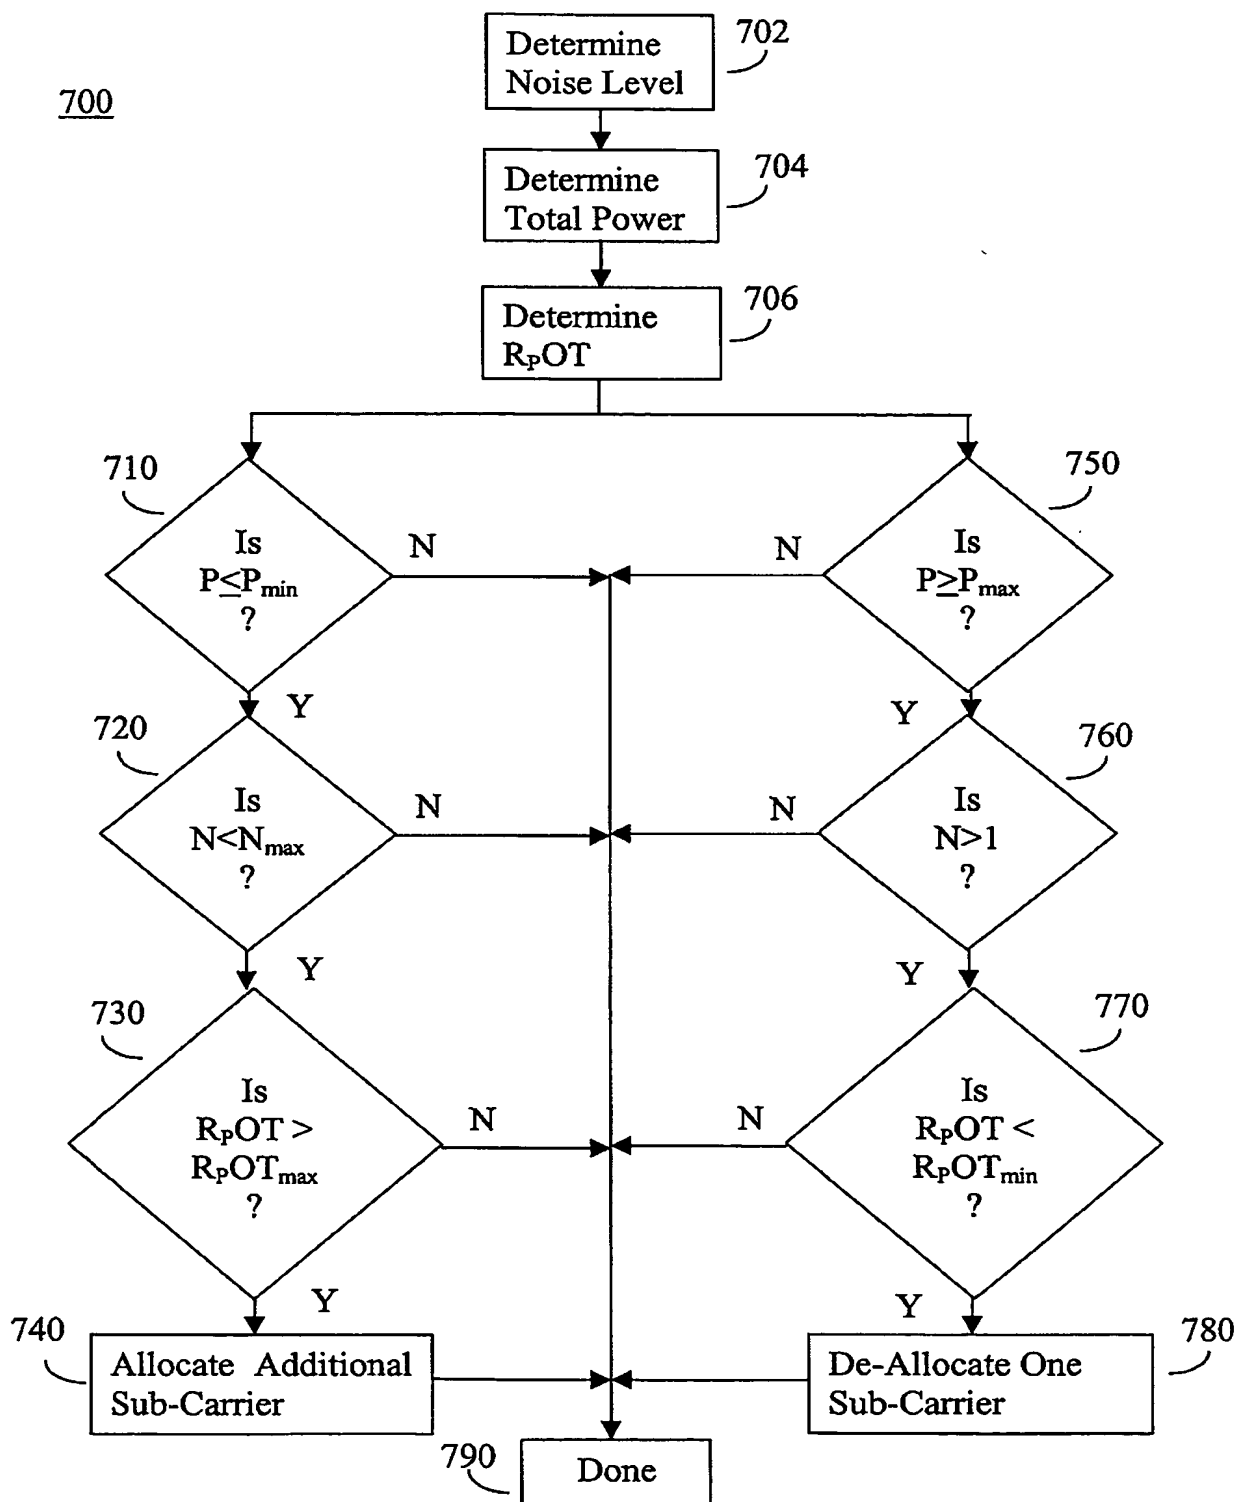 702
Determine
Noise Level
700
704
Determine
Total Power
706
Determine
RPOT
710
Is
P≤Pmin
?
N
Y
750
Is
P≥Pmax
?
N
Y
720
Is
N<Nmax
?
N
Y
760
Is
N>1
?
N
Y
730
Is
RPOT >
RPOTmax
?
N
Y
770
Is
RPOT <
RPOTmin
?
N
Y
740
Allocate Additional
Sub-Carrier
780
De-Allocate One
Sub-Carrier
790
Done